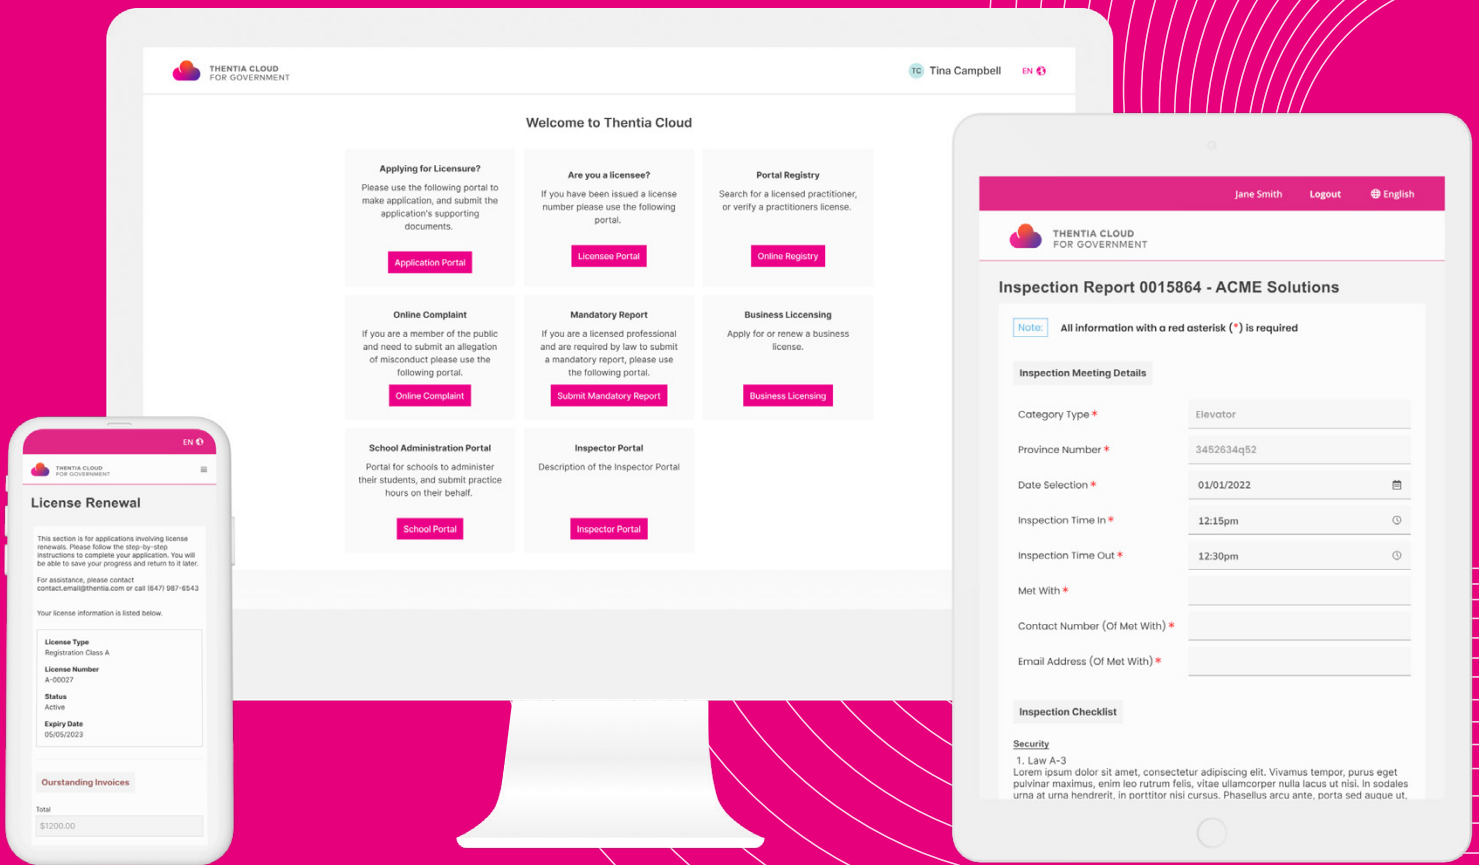 THENTIA CLOUD
FOR GOVERNMENT
TC Tina Campbell EN
Welcome to Thentia Cloud
Applying for Licensure?
Please use the following portal to
make application, and submit the
application's supporting
documents.
Application Portal
Are you a licensee?
If you have been issued a license
number please use the following
portal.
Licensee Portal
Portal Registry
Search for a licensed practitioner,
or verify a practitioners license.
Online Registry
Online Complaint
If you are a member of the public
and need to submit an allegation
of misconduct please use the
following portal.
Online Complaint
Mandatory Report
If you are a licensed professional
and are required by law to submit
a mandatory report, please use
the following portal.
Submit Mandatory Report
Business Liccensing
Apply for or renew a business
license.
Business Licensing
School Administration Portal
Portal for schools to administer
their students, and submit practice
hours on their behalf.
School Portal
Inspector Portal
Description of the Inspector Portal
Inspector Portal
EN
THENTIA CLOUD
FOR GOVERNMENT
License Renewal
This section is for applications involving license
renewals. Please follow the step-by-step
instructions to complete your application. You will
be able to save your progress and return to it later.
For assistance, please contact
contact.email@thentia.com or call (647) 987-6543
Your license information is listed below.
License Type
Registration Class A
License Number
A-00027
Status
Active
Expiry Date
05/05/2023
Ourstanding Invoices
Total
$1200.00
Jane Smith Logout English
THENTIA CLOUD
FOR GOVERNMENT
Inspection Report 0015864 - ACME Solutions
Note: All information with a red asterisk (*) is required
Inspection Meeting Details
Category Type * Elevator
Province Number * 3452634q52
Date Selection * 01/01/2022
Inspection Time In * 12:15pm
Inspection Time Out * 12:30pm
Met With *
Contact Number (Of Met With) *
Email Address (Of Met With) *
Inspection Checklist
Security
1. Law A-3
Lorem ipsum dolor sit amet, consectetur adipiscing elit. Vivamus tempor, purus eget
pulvinar maximus, enim leo rutrum felis, vitae ullamcorper nulla lacus ut nisi. In sodales
urna at urna hendrerit, in porttitor nisi cursus. Phasellus arcu ante, porta sed augue ut,